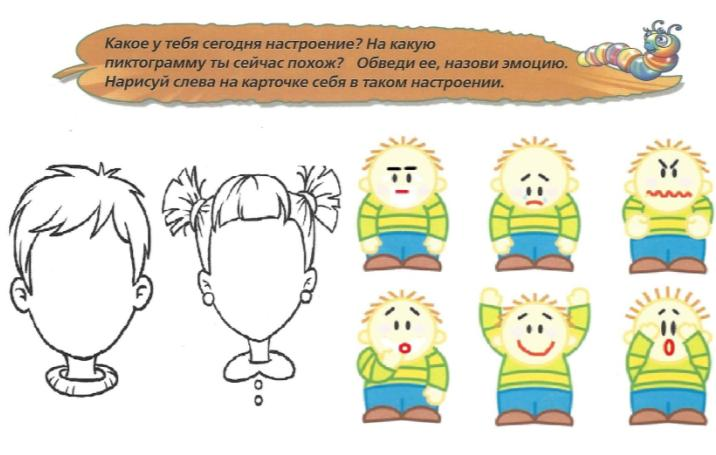 Какое у тебя сегодня настроение? На какую
пиктограмму ты сейчас похож? Обведи ее, назови эмоцию.
Нарисуй слева на карточке себя в таком настроении.